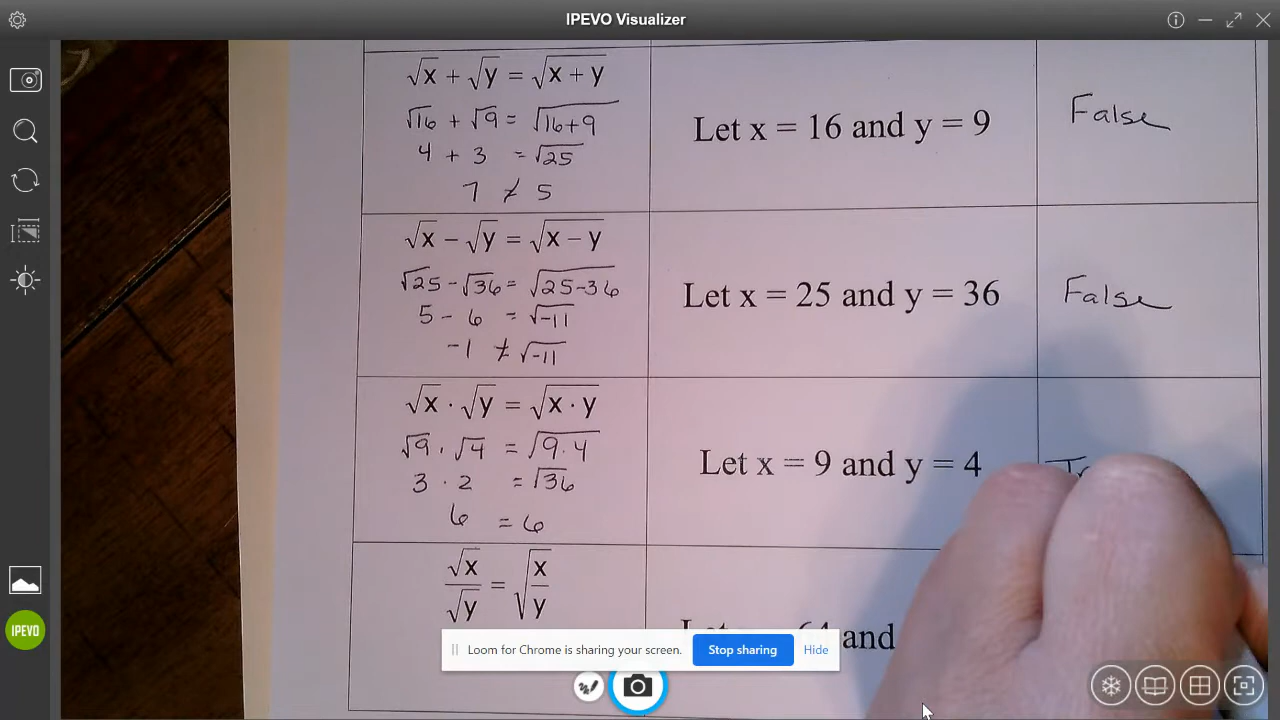 IPEVO Visualizer
√x + √y = √x + y
√16 + √9 = √16+9
4 + 3 = √25
7 ≠ 5
Let x = 16 and y = 9
False
√x − √y = √x − y
√25 - √36 = √25-36
5 - 6 = √-11
-1 ≠ √-11
Let x = 25 and y = 36
False
√x · √y = √x · y
√9 · √4 = √9·4
3 · 2 = √36
6 = 6
Let x = 9 and y = 4
√x/√y = √x/y
and
Loom for Chrome is sharing your screen.
Stop sharing
Hide
IPEVO